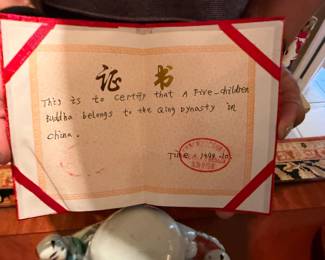 证 书
This is to certify that A Five-children
Buddha belongs to the Qing Dynasty in
China.
Time: 1999.10.